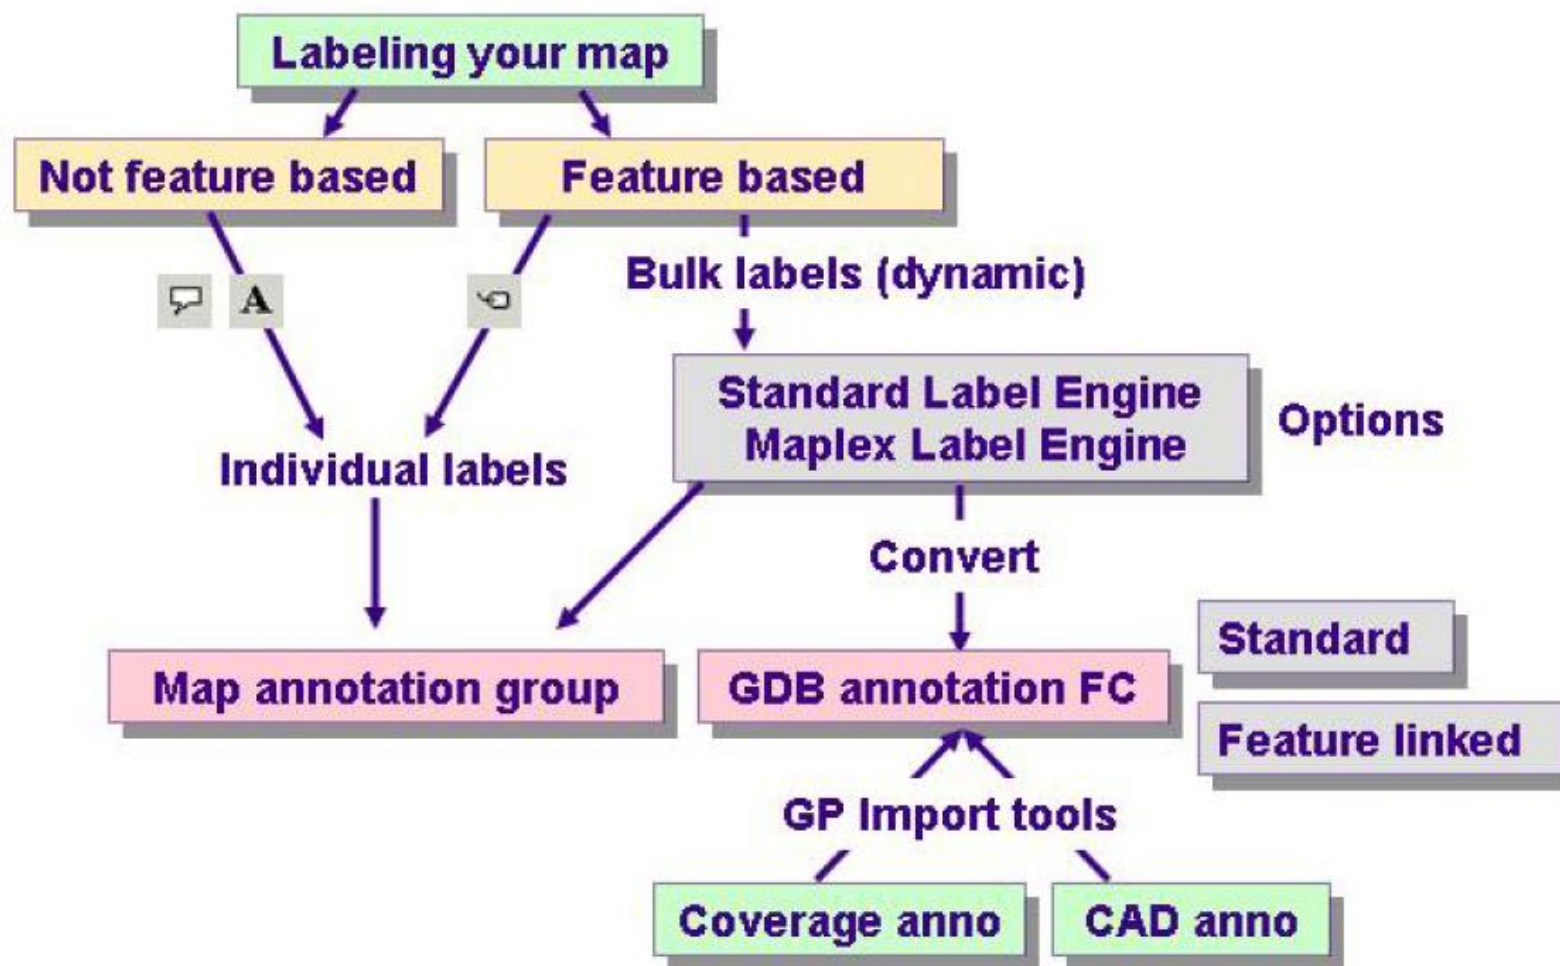 Labeling your map
Not feature based
Feature based
Bulk labels (dynamic)
A
Standard Label Engine
Maplex Label Engine
Options
Individual labels
Convert
Standard
Map annotation group
GDB annotation FC
Feature linked
GP Import tools
Coverage anno
CAD anno